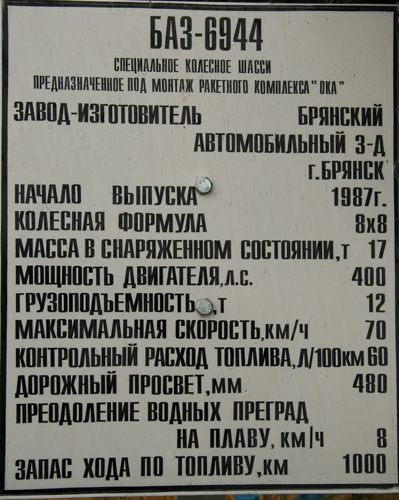 БАЗ-6944
СПЕЦИАЛЬНОЕ КОЛЕСНОЕ ШАССИ
ПРЕДНАЗНАЧЕННОЕ ПОД МОНТАЖ РАКЕТНОГО КОМПЛЕКСА "ОКА"
ЗАВОД-ИЗГОТОВИТЕЛЬ БРЯНСКИЙ
АВТОМОБИЛЬНЫЙ З-Д
г.БРЯНСК
НАЧАЛО ВЫПУСКА 1987г.
КОЛЕСНАЯ ФОРМУЛА 8х8
МАССА В СНАРЯЖЕННОМ СОСТОЯНИИ,т 17
МОЩНОСТЬ ДВИГАТЕЛЯ,л.с. 400
ГРУЗОПОДЪЕМНОСТЬ,т 12
МАКСИМАЛЬНАЯ СКОРОСТЬ,км/ч 70
КОНТРОЛЬНЫЙ РАСХОД ТОПЛИВА,л/100км 60
ДОРОЖНЫЙ ПРОСВЕТ,мм 480
ПРЕОДОЛЕНИЕ ВОДНЫХ ПРЕГРАД
НА ПЛАВУ, км/ч 8
ЗАПАС ХОДА ПО ТОПЛИВУ,км 1000